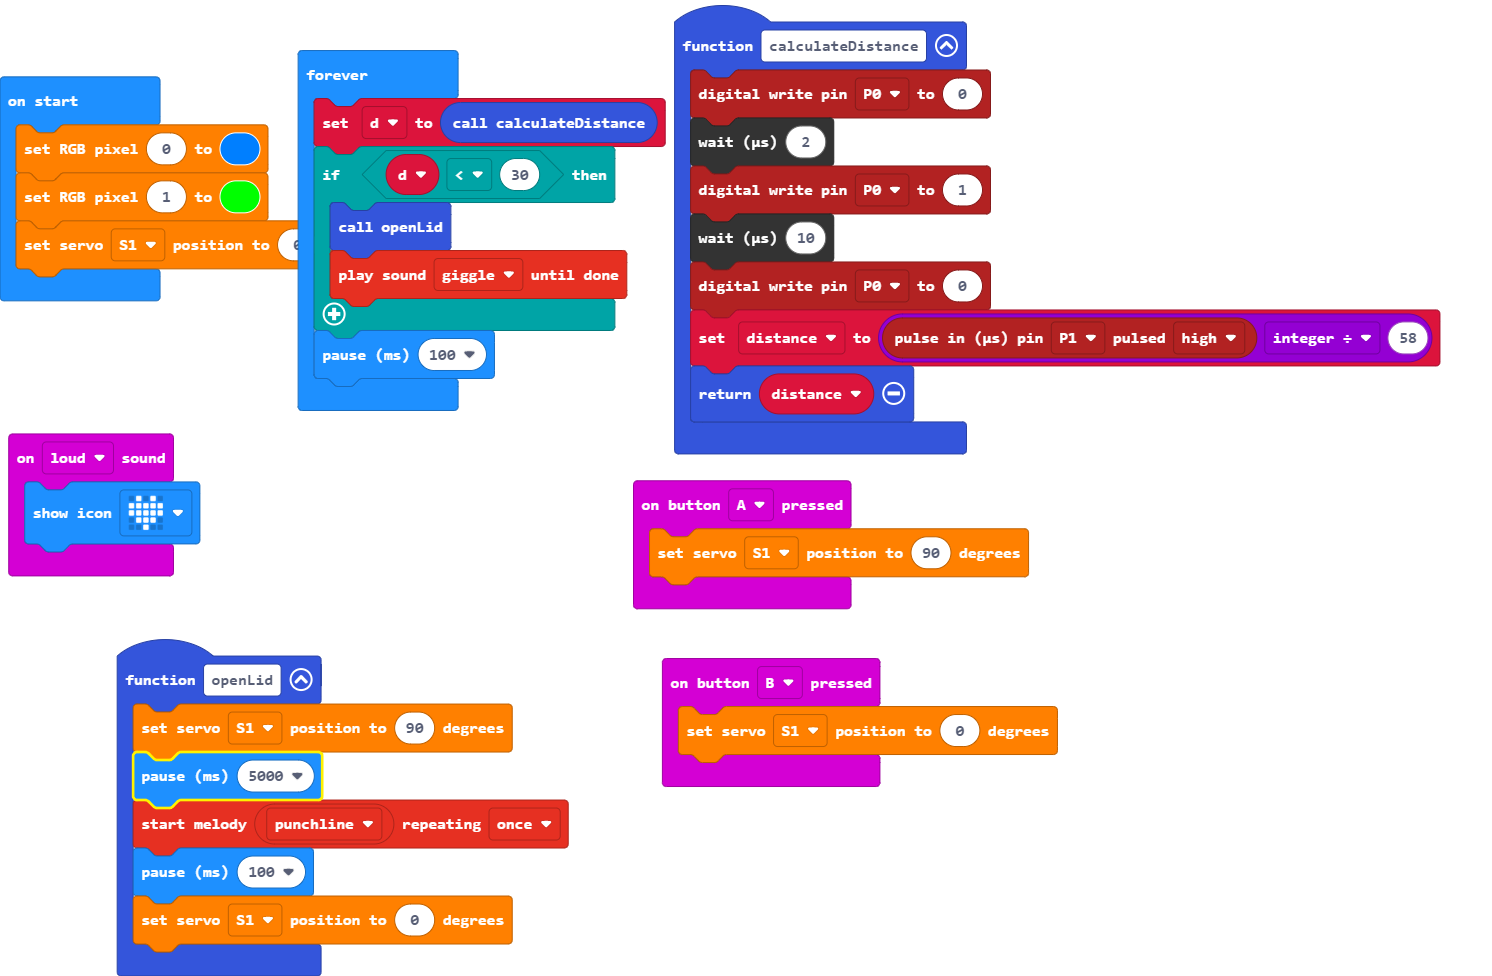 on start
set RGB pixel 0 to
set RGB pixel 1 to
set servo S1 position to 0
forever
set d to call calculateDistance
if d < 30 then
call openLid
play sound giggle until done
pause (ms) 100
function calculateDistance
digital write pin P0 to 0
wait (µs) 2
digital write pin P0 to 1
wait (µs) 10
digital write pin P0 to 0
set distance to pulse in (µs) pin P1 pulsed high integer ÷ 58
return distance
on loud sound
show icon
on button A pressed
set servo S1 position to 90 degrees
function openLid
set servo S1 position to 90 degrees
pause (ms) 5000
start melody punchline repeating once
pause (ms) 100
set servo S1 position to 0 degrees
on button B pressed
set servo S1 position to 0 degrees